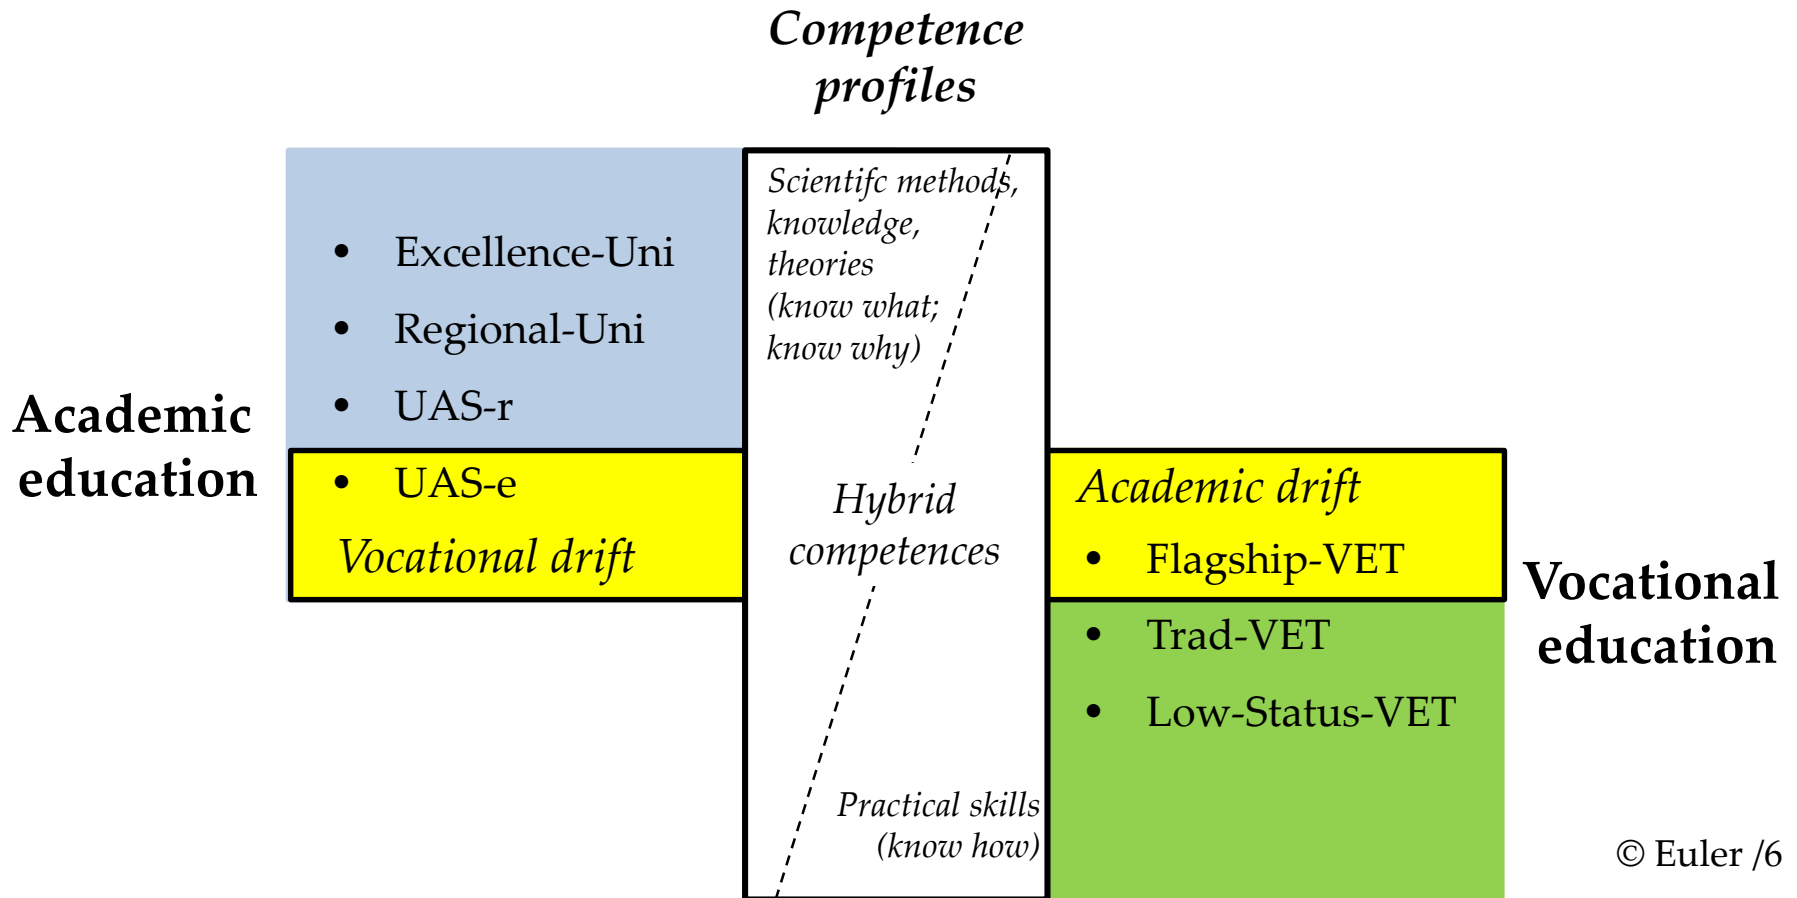 Competence
profiles
Scientifc methods,
knowledge,
theories
(know what;
know why)
• Excellence-Uni
• Regional-Uni
• UAS-r
Academic
education
• UAS-e
Vocational drift
Hybrid
competences
Academic drift
• Flagship-VET
Vocational
education
• Trad-VET
• Low-Status-VET
Practical skills
(know how)
© Euler /6